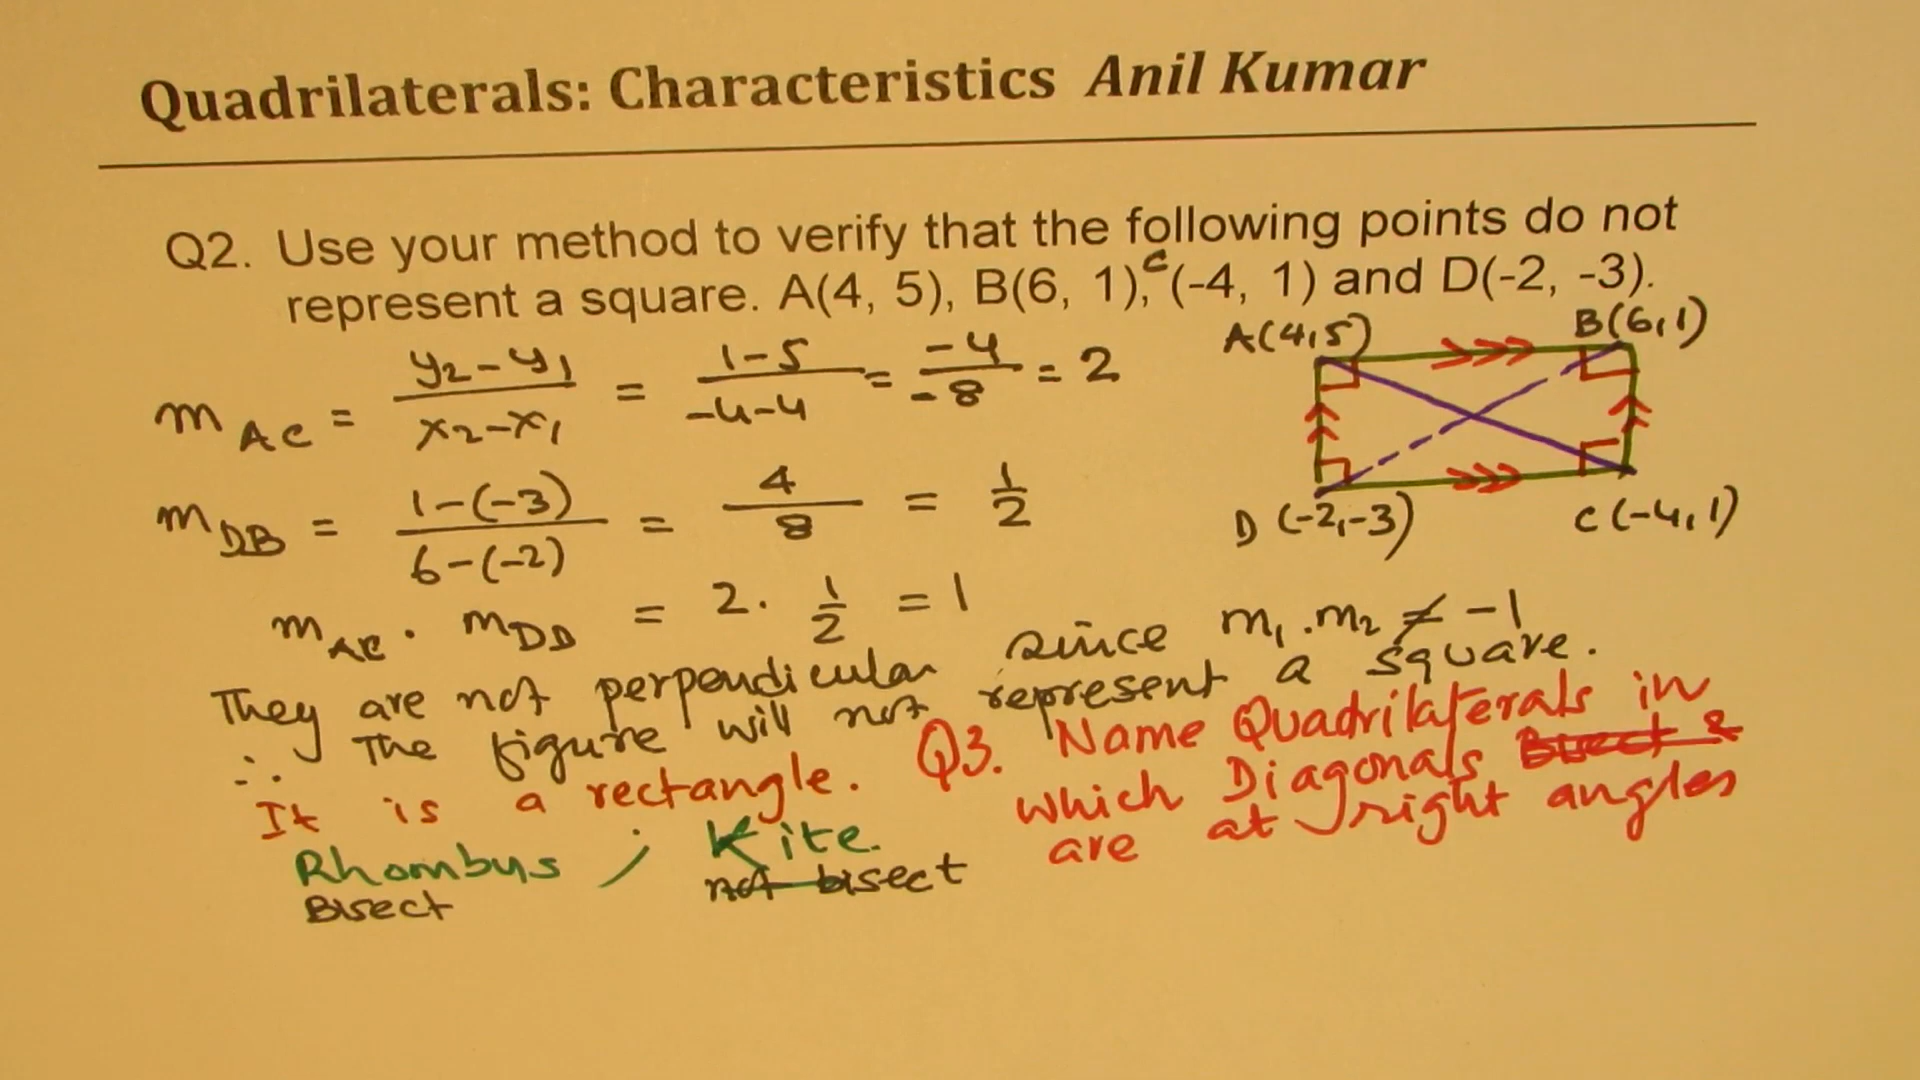 Quadrilaterals: Characteristics Anil Kumar
Q2. Use your method to verify that the following points do not
represent a square. A(4, 5), B(6, 1), C (-4, 1) and D(-2, -3).
A(4,5) B(6,1)
m AC = y2-y1 / x2-x1 = 1-5 / -4-4 = -4 / -8 = 2
m DB = 1-(-3) / 6-(-2) = 4 / 8 = 1/2
D (-2,-3) C (-4,1)
m AC . m DD = 2. 1/2 = 1
They are not perpendicular since m1 . m2 ≠ -1
∴ The figure will not represent a square.
It is a rectangle.
Q3. Name Quadrilaterals in
which Diagonals Bisect &
are at right angles
Rhombus , Kite.
Bisect not bisect